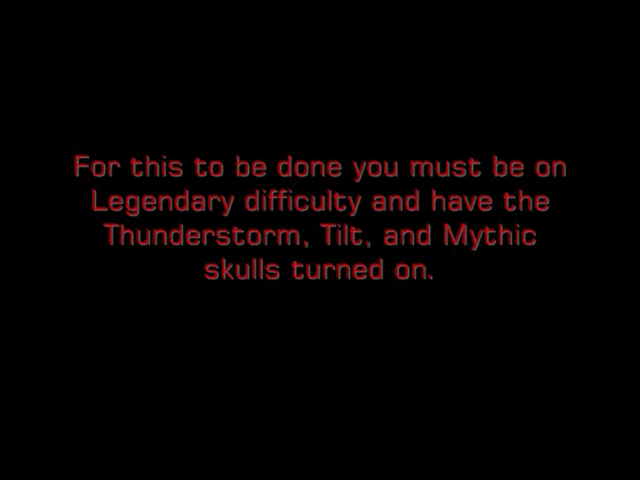 For this to be done you must be on
Legendary difficulty and have the
Thunderstorm, Tilt, and Mythic
skulls turned on.